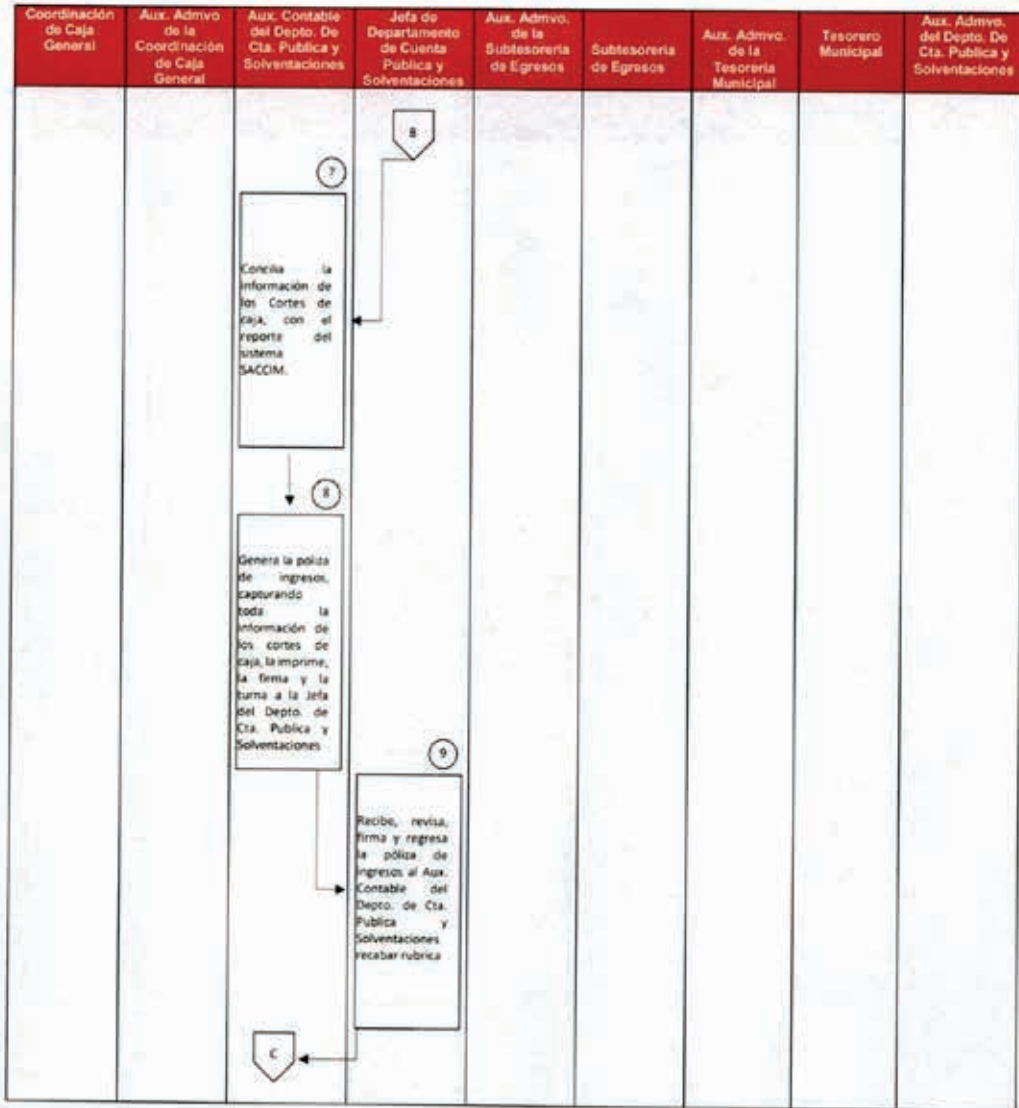 Coordinación
de Caja
General
Aux. Admvo
de la
Coordinación
de Caja
General
Aux. Contable
del Depto. De
Cta. Publica y
Solventaciones
Jefa de
Departamento
de Cuenta
Publica y
Solventaciones
Aux. Admvo.
de la
Subtesorería
de Egresos
Subtesoreria
de Egresos
Aux. Admvo.
de la
Tesorería
Municipal
Tesorero
Municipal
Aux. Admvo.
del Depto. De
Cta. Publica y
Solventaciones
B
7
Concilia la
información de
los Cortes de
caja, con el
reporte del
sistema
SACCIM.
8
Genera la póliza
de ingresos,
capturando
toda la
información de
los cortes de
caja, la imprime,
la firma y la
turna a la Jefa
del Depto. de
Cta. Publica y
Solventaciones
9
Recibe, revisa,
firma y regresa
la póliza de
ingresos al Aux.
Contable del
Depto. de Cta.
Publica y
Solventaciones
recabar rubrica
C